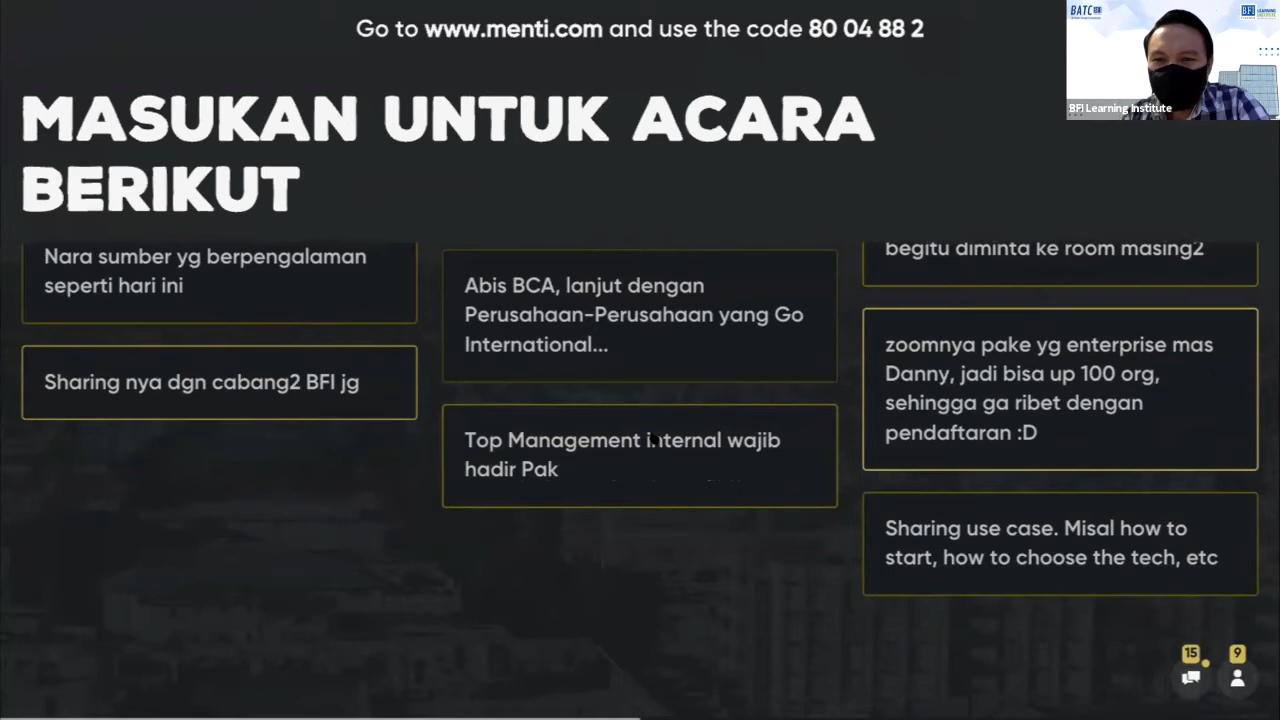 Go to www.menti.com and use the code 80 04 88 2
BATC
BFI
BFI Learning Institute
MASUKAN UNTUK ACARA
BERIKUT
Nara sumber yg berpengalaman
seperti hari ini
Sharing nya dgn cabang2 BFI jg
Abis BCA, lanjut dengan
Perusahaan-Perusahaan yang Go
International...
Top Management internal wajib
hadir Pak
begitu diminta ke room masing2
zoomnya pake yg enterprise mas
Danny, jadi bisa up 100 org,
sehingga ga ribet dengan
pendaftaran :D
Sharing use case. Misal how to
start, how to choose the tech, etc
15
9